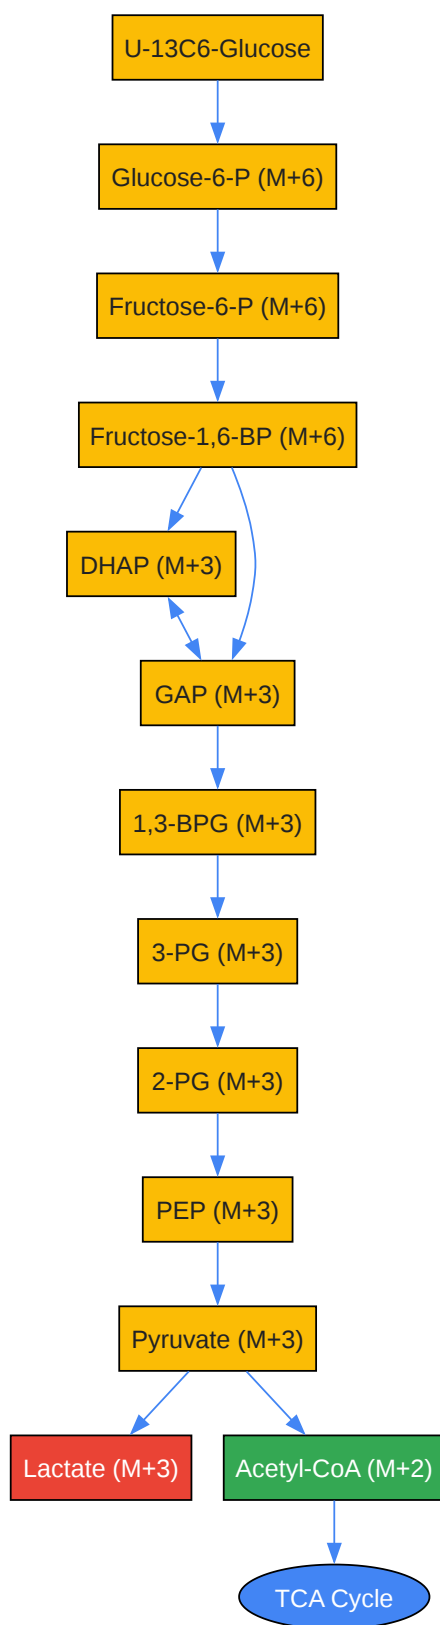 U-13C6-Glucose
Glucose-6-P (M+6)
Fructose-6-P (M+6)
Fructose-1,6-BP (M+6)
DHAP (M+3)
GAP (M+3)
1,3-BPG (M+3)
3-PG (M+3)
2-PG (M+3)
PEP (M+3)
Pyruvate (M+3)
Lactate (M+3)
Acetyl-CoA (M+2)
TCA Cycle